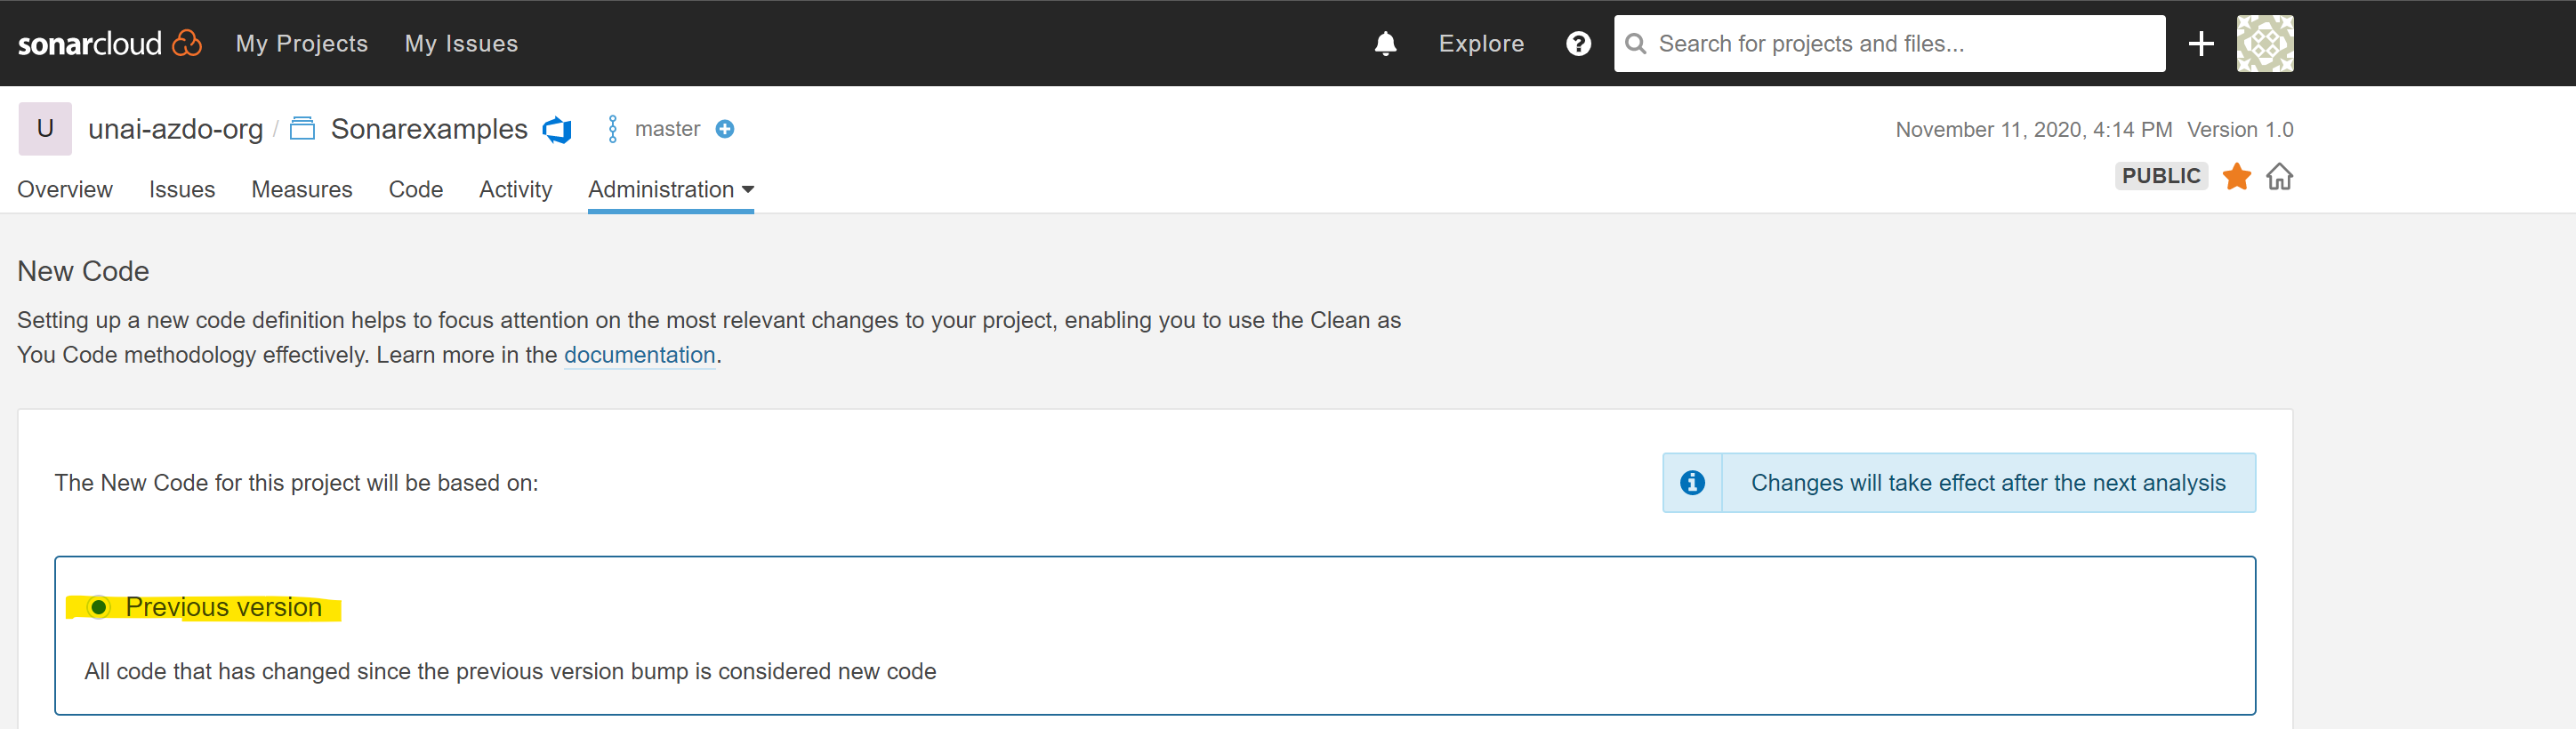 sonarcloud My Projects My Issues Explore Search for projects and files...
U unai-azdo-org / Sonarexamples master November 11, 2020, 4:14 PM Version 1.0
Overview Issues Measures Code Activity Administration PUBLIC
New Code
Setting up a new code definition helps to focus attention on the most relevant changes to your project, enabling you to use the Clean as
You Code methodology effectively. Learn more in the documentation.
The New Code for this project will be based on: Changes will take effect after the next analysis
Previous version
All code that has changed since the previous version bump is considered new code